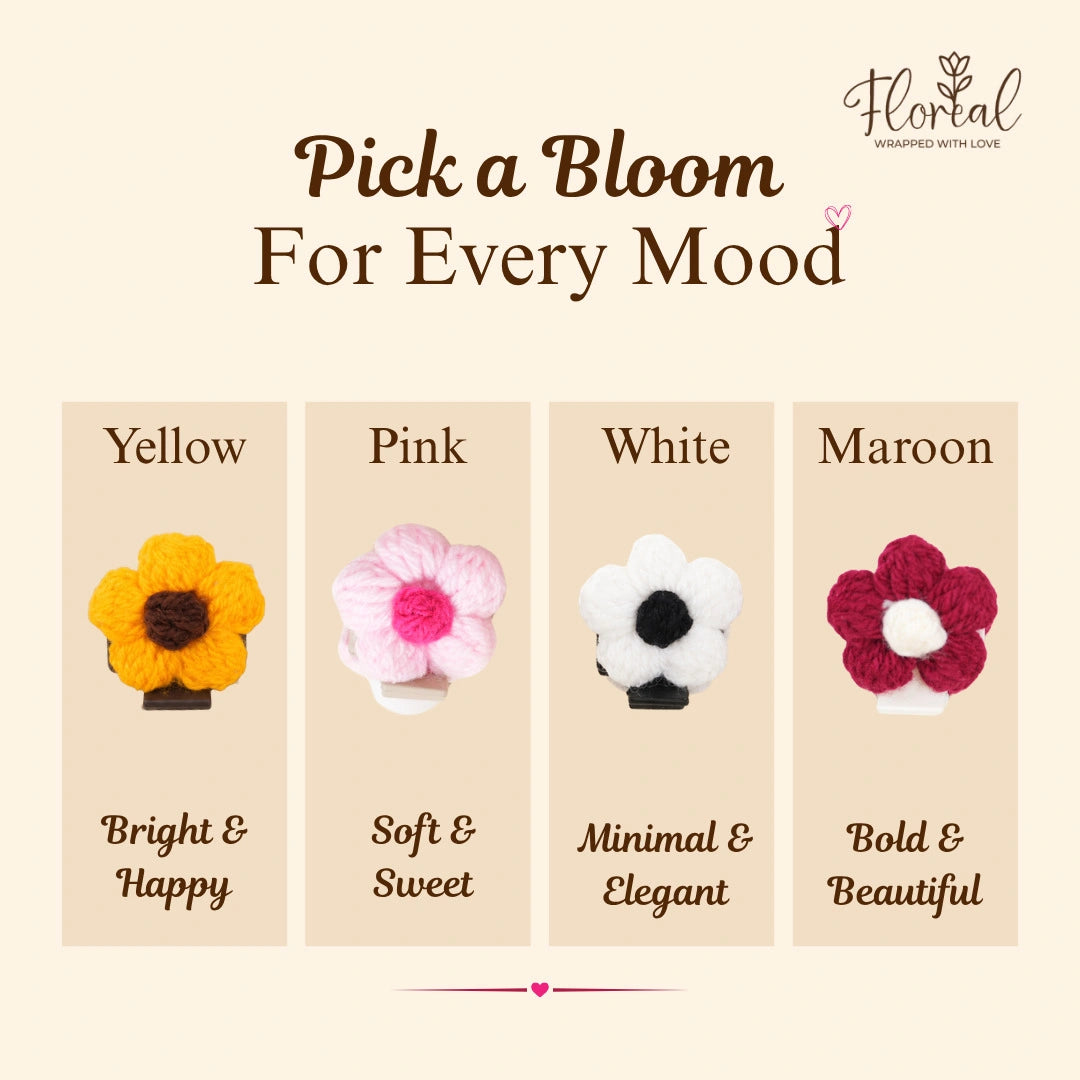 Floreal
WRAPPED WITH LOVE
Pick a Bloom
For Every Mood
Yellow
Pink
White
Maroon
Bright &
Happy
Soft &
Sweet
Minimal &
Elegant
Bold &
Beautiful